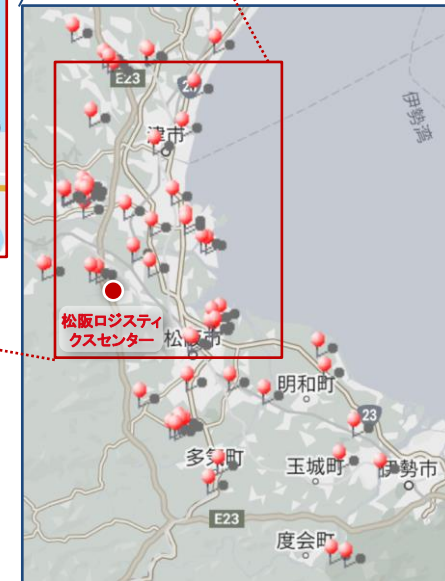 E23
23
津市
伊勢湾
松阪ロジスティ
クスセンター
松阪市
明和町
23
多気町
玉城町
伊勢市
E23
度会町